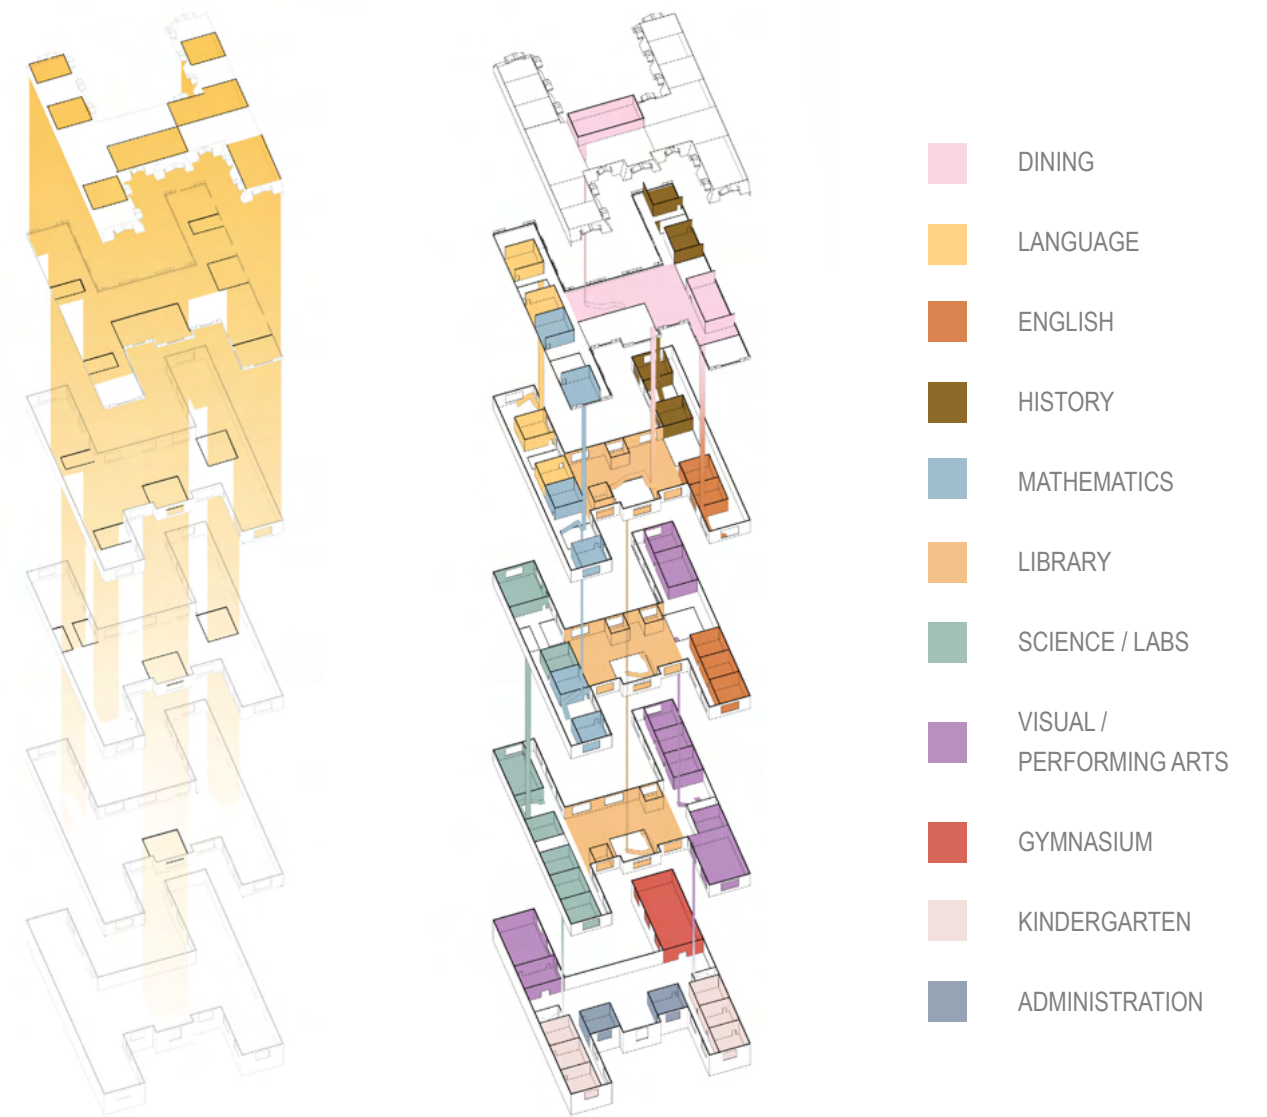 DINING
LANGUAGE
ENGLISH
HISTORY
MATHEMATICS
LIBRARY
SCIENCE / LABS
VISUAL /
PERFORMING ARTS
GYMNASIUM
KINDERGARTEN
ADMINISTRATION